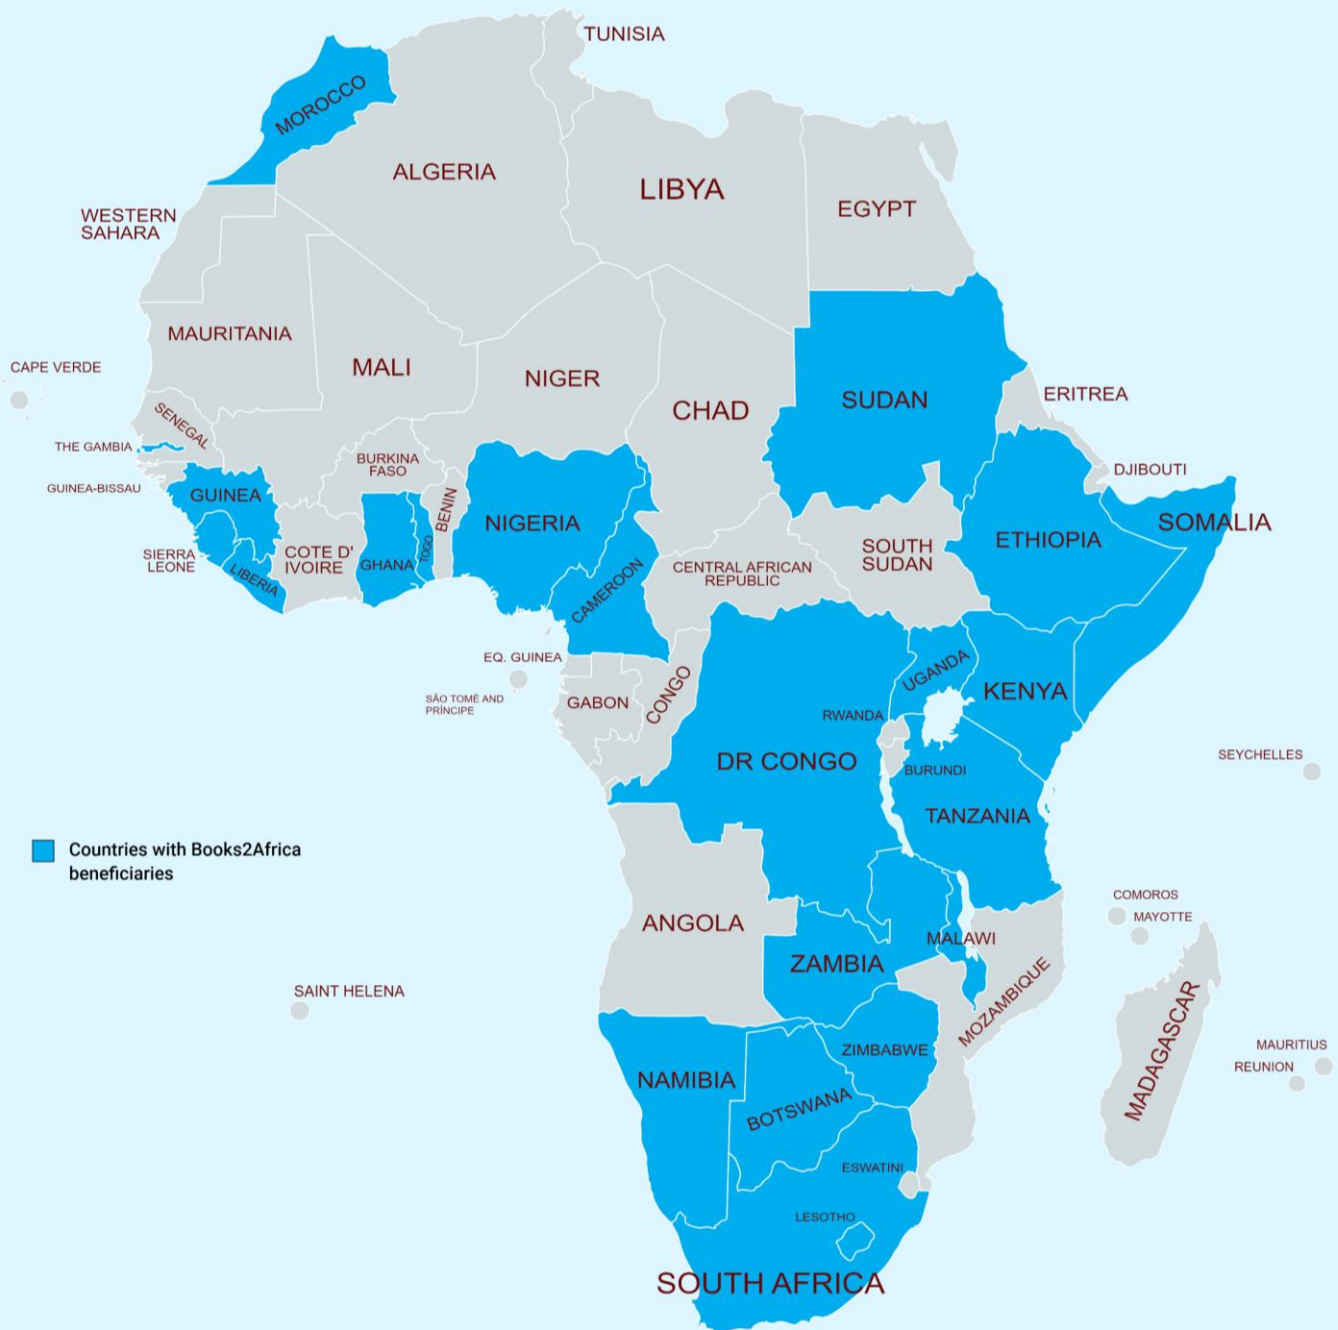 TUNISIA
MOROCCO
ALGERIA
LIBYA
EGYPT
WESTERN
SAHARA
MAURITANIA
MALI
NIGER
CHAD
SUDAN
ERITREA
CAPE VERDE
SENEGAL
THE GAMBIA
BURKINA
FASO
DJIBOUTI
GUINEA-BISSAU
GUINEA
BENIN
NIGERIA
SOMALIA
ETHIOPIA
SIERRA
LEONE
LIBERIA
COTE D'
IVOIRE
GHANA
TOGO
CAMEROON
CENTRAL AFRICAN
REPUBLIC
SOUTH
SUDAN
EQ. GUINEA
SÃO TOMÉ AND
PRÍNCIPE
GABON
CONGO
UGANDA
KENYA
RWANDA
DR CONGO
BURUNDI
SEYCHELLES
TANZANIA
Countries with Books2Africa
beneficiaries
COMOROS
MAYOTTE
ANGOLA
MALAWI
ZAMBIA
SAINT HELENA
MOZAMBIQUE
MADAGASCAR
MAURITIUS
REUNION
ZIMBABWE
NAMIBIA
BOTSWANA
ESWATINI
LESOTHO
SOUTH AFRICA